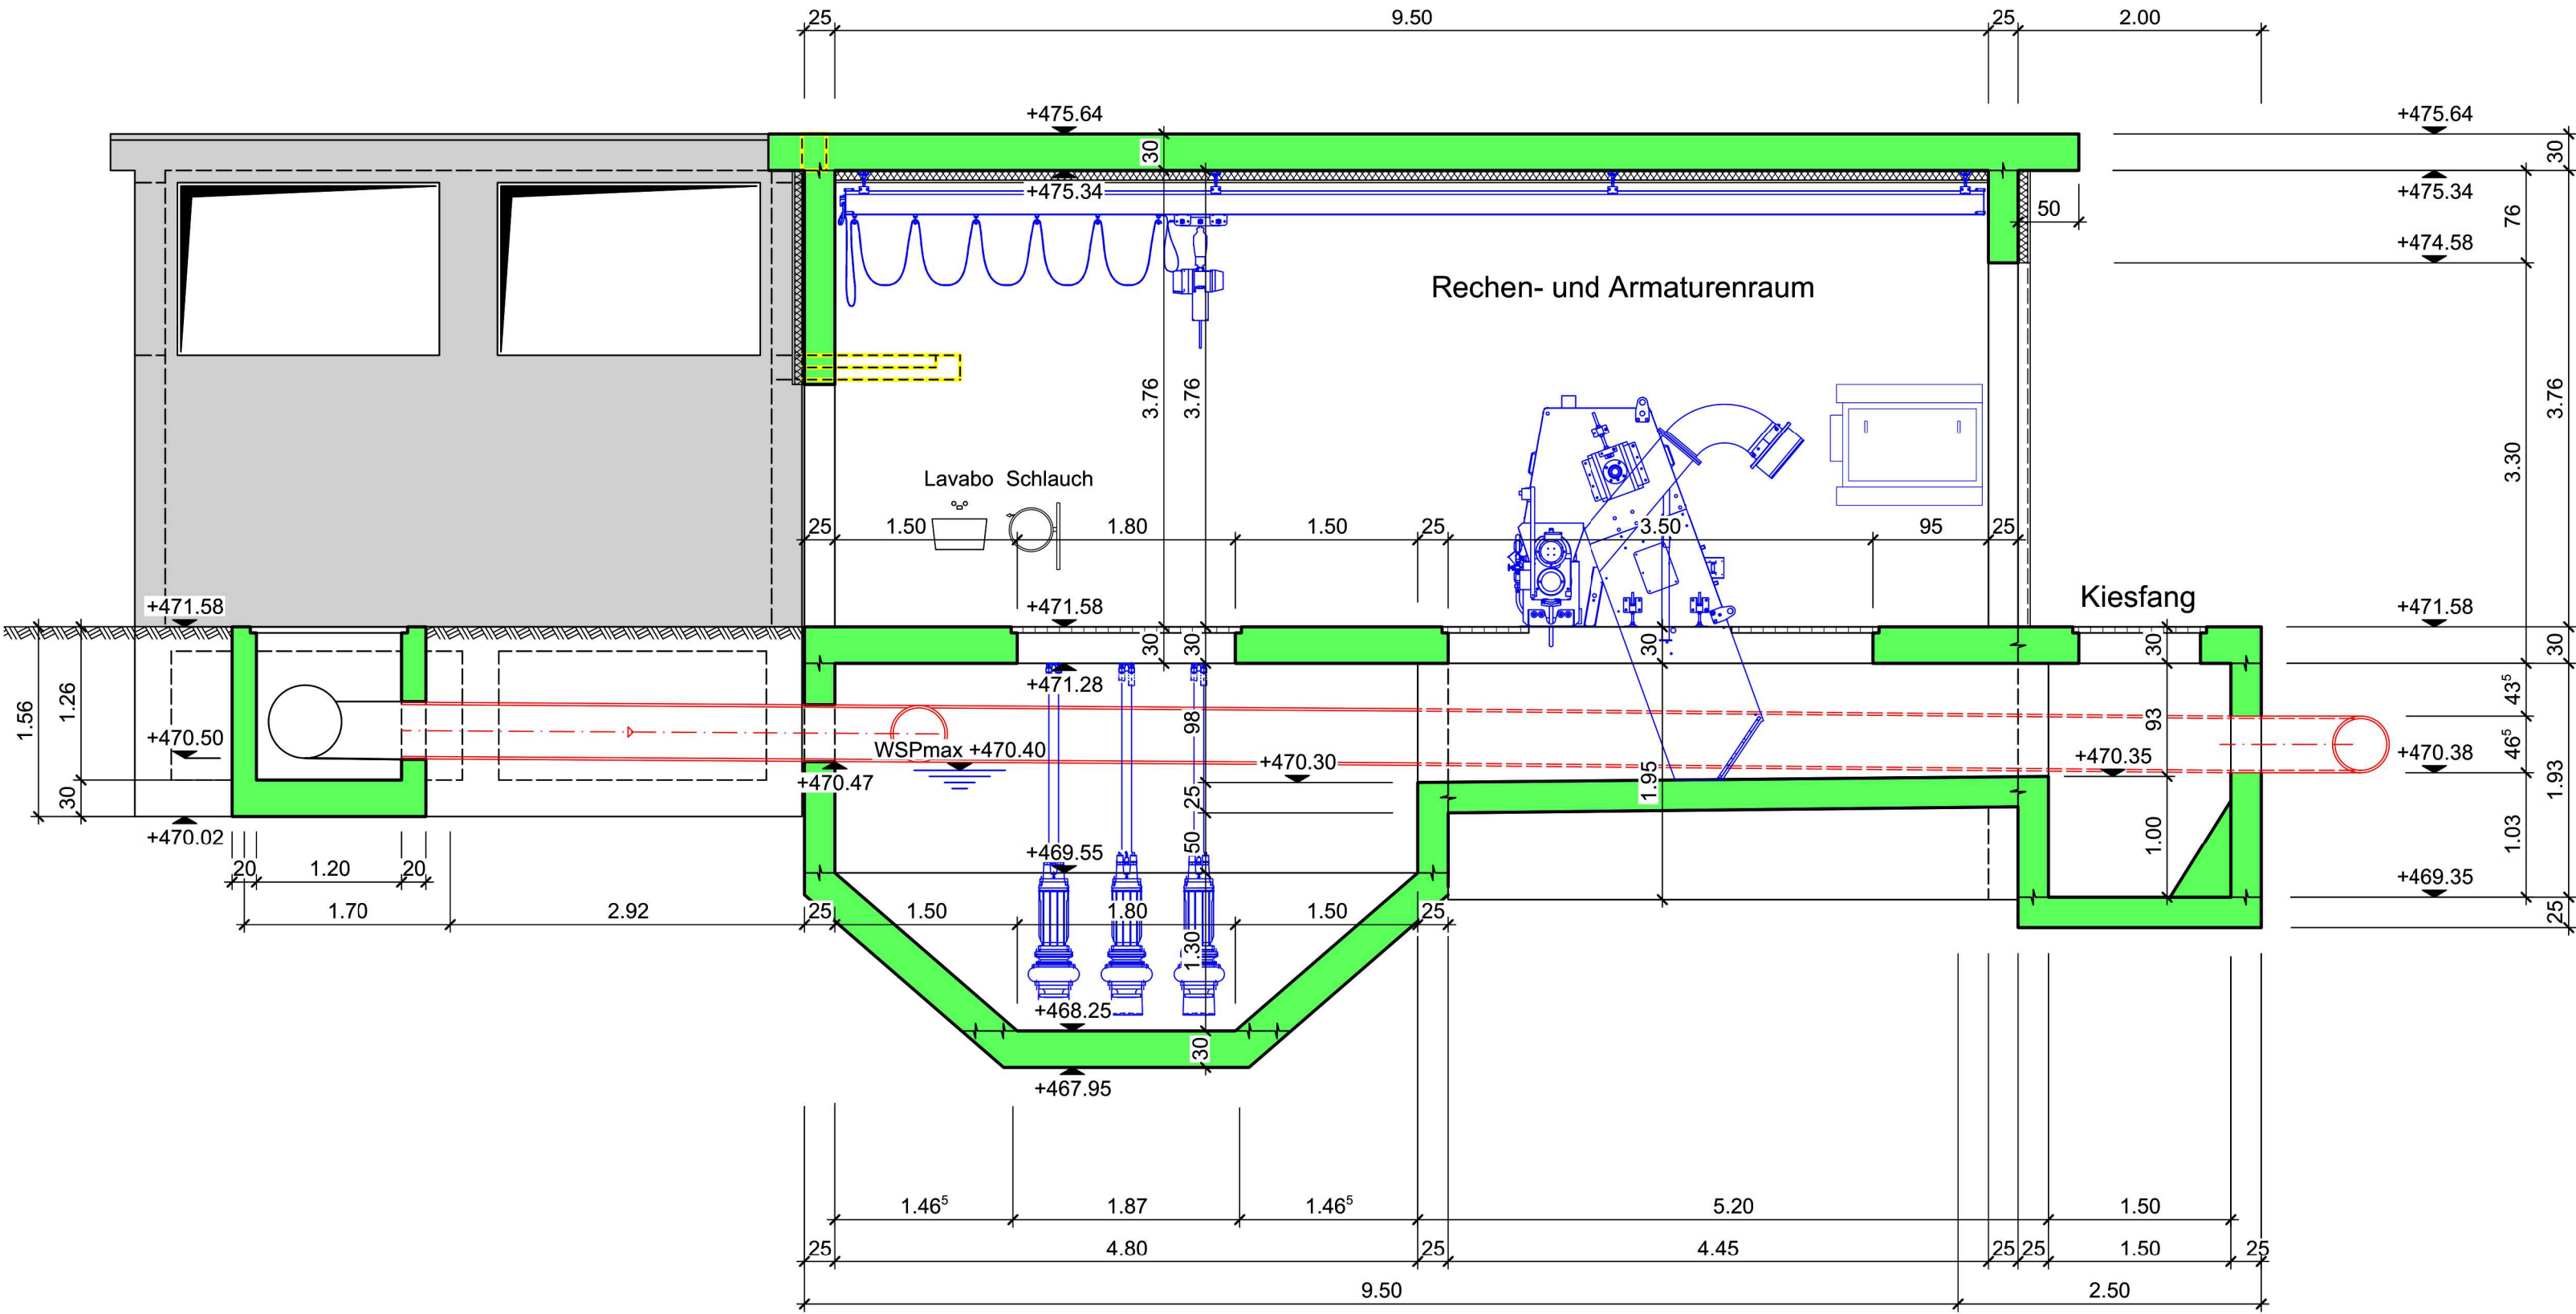 25 9.50 25 2.00
+475.64 +475.64
30 30
+475.34 +475.34
50 76
+474.58
Rechen- und Armaturenraum
3.76 3.76 3.76
3.30
Lavabo Schlauch
25 1.50 1.80 1.50 25 3.50 95 25
Kiesfang
+471.58 +471.58 +471.58
30 30 30 30 30
+471.28
1.56 1.26 98 93 43⁵
+470.50 WSPmax +470.40 +470.30 +470.35 46⁵ +470.38
+470.47 1.95 1.93
30 25
+470.02 50 1.00 1.03
+469.55
20 1.20 20 +469.35
1.70 2.92 25 1.50 1.80 1.50 25 25
1.30
+468.25
30
+467.95
1.46⁵ 1.87 1.46⁵ 5.20 1.50
25 4.80 25 4.45 25 25 1.50 25
9.50 2.50